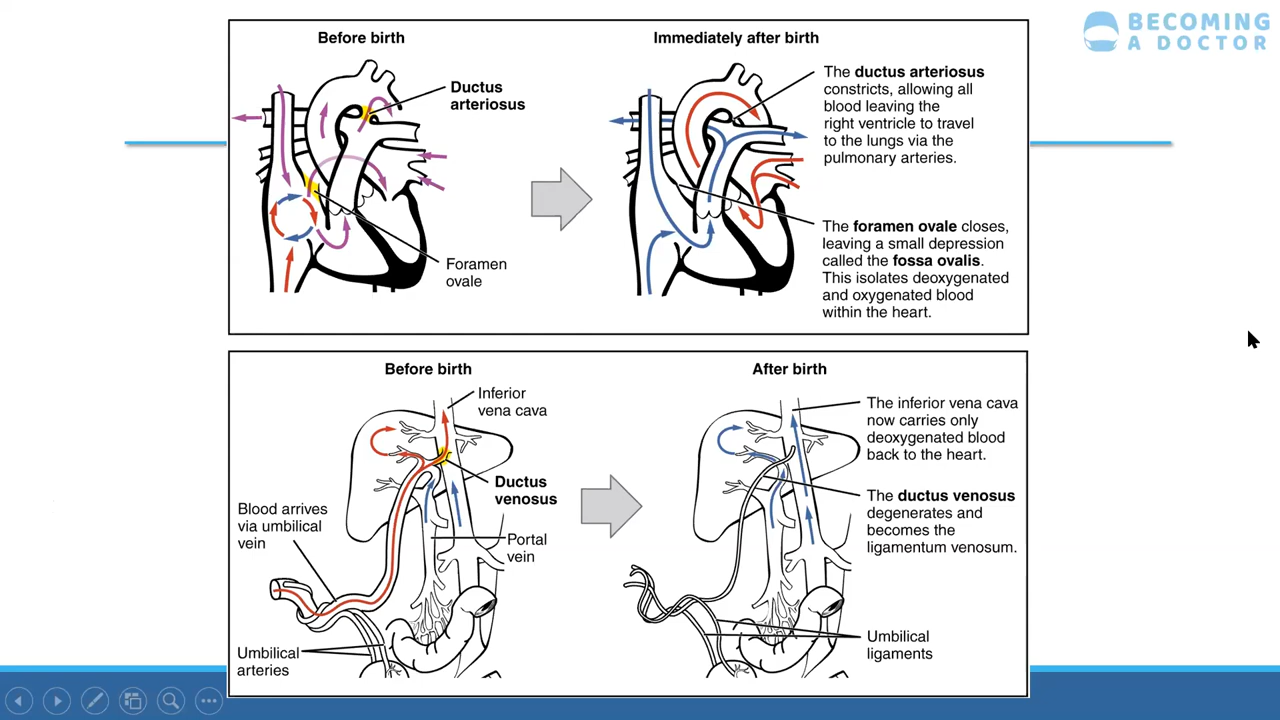 BECOMING
A DOCTOR
Before birth
Immediately after birth
Ductus
arteriosus
Foramen
ovale
The ductus arteriosus
constricts, allowing all
blood leaving the
right ventricle to travel
to the lungs via the
pulmonary arteries.
The foramen ovale closes,
leaving a small depression
called the fossa ovalis.
This isolates deoxygenated
and oxygenated blood
within the heart.
Before birth
After birth
Inferior
vena cava
Ductus
venosus
Blood arrives
via umbilical
vein
Portal
vein
Umbilical
arteries
The inferior vena cava
now carries only
deoxygenated blood
back to the heart.
The ductus venosus
degenerates and
becomes the
ligamentum venosum.
Umbilical
ligaments